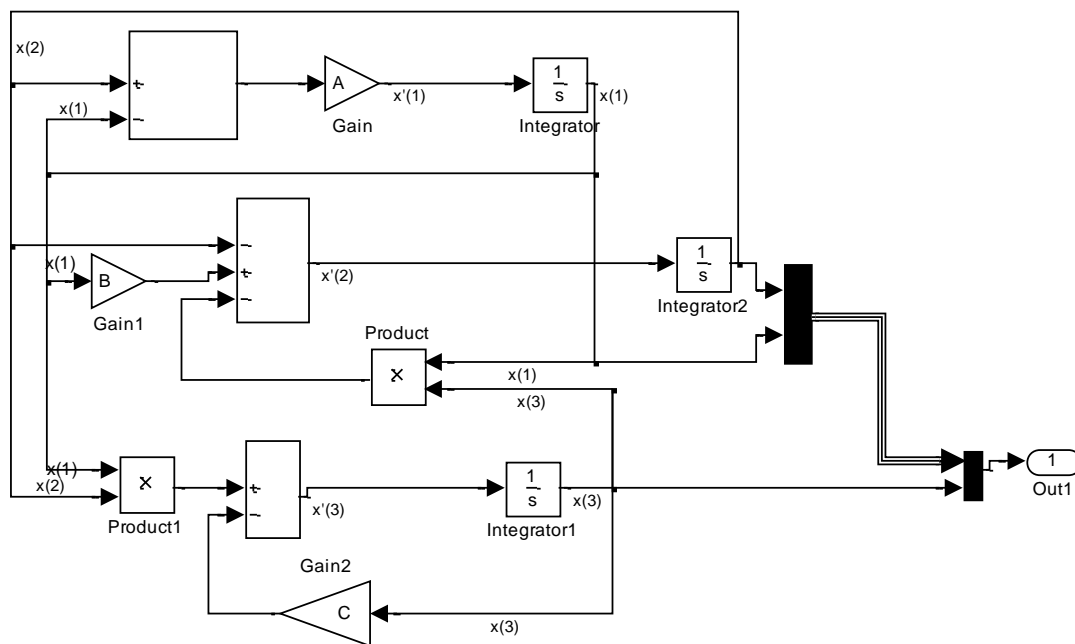 x(2)
+
x(1)
−
A
x'(1)
Gain
1
s
x(1)
Integrator
−
x(1)
B
+
−
Gain1
x'(2)
1
s
Integrator2
Product
×
x(1)
x(3)
x(1)
x(2)
×
Product1
+
−
x'(3)
1
s
x(3)
Integrator1
1
Out1
Gain2
C
x(3)